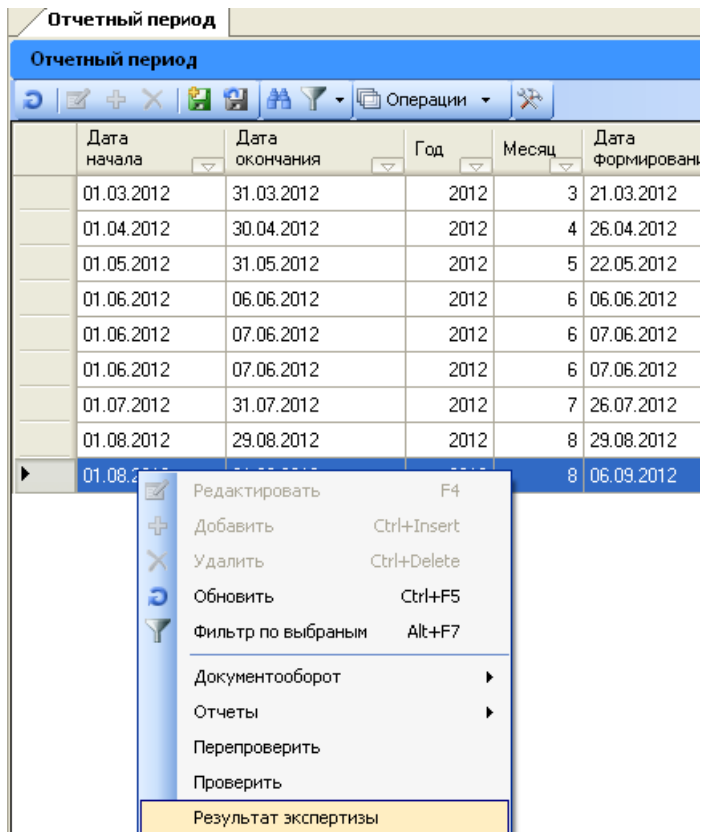 Отчетный период
Отчетный период
Операции
Дата начала Дата окончания Год Месяц Дата формировани
01.03.2012 31.03.2012 2012 3 21.03.2012
01.04.2012 30.04.2012 2012 4 26.04.2012
01.05.2012 31.05.2012 2012 5 22.05.2012
01.06.2012 06.06.2012 2012 6 06.06.2012
01.06.2012 07.06.2012 2012 6 07.06.2012
01.06.2012 07.06.2012 2012 6 07.06.2012
01.07.2012 31.07.2012 2012 7 26.07.2012
01.08.2012 29.08.2012 2012 8 29.08.2012
01.08. 8 06.09.2012
Редактировать F4
Добавить Ctrl+Insert
Удалить Ctrl+Delete
Обновить Ctrl+F5
Фильтр по выбраным Alt+F7
Документооборот
Отчеты
Перепроверить
Проверить
Результат экспертизы